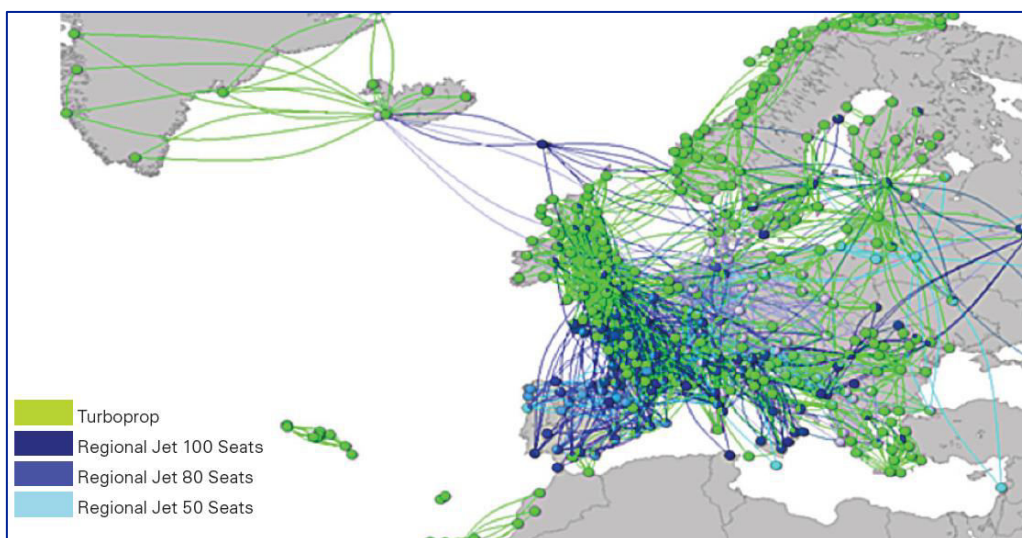 Turboprop
Regional Jet 100 Seats
Regional Jet 80 Seats
Regional Jet 50 Seats